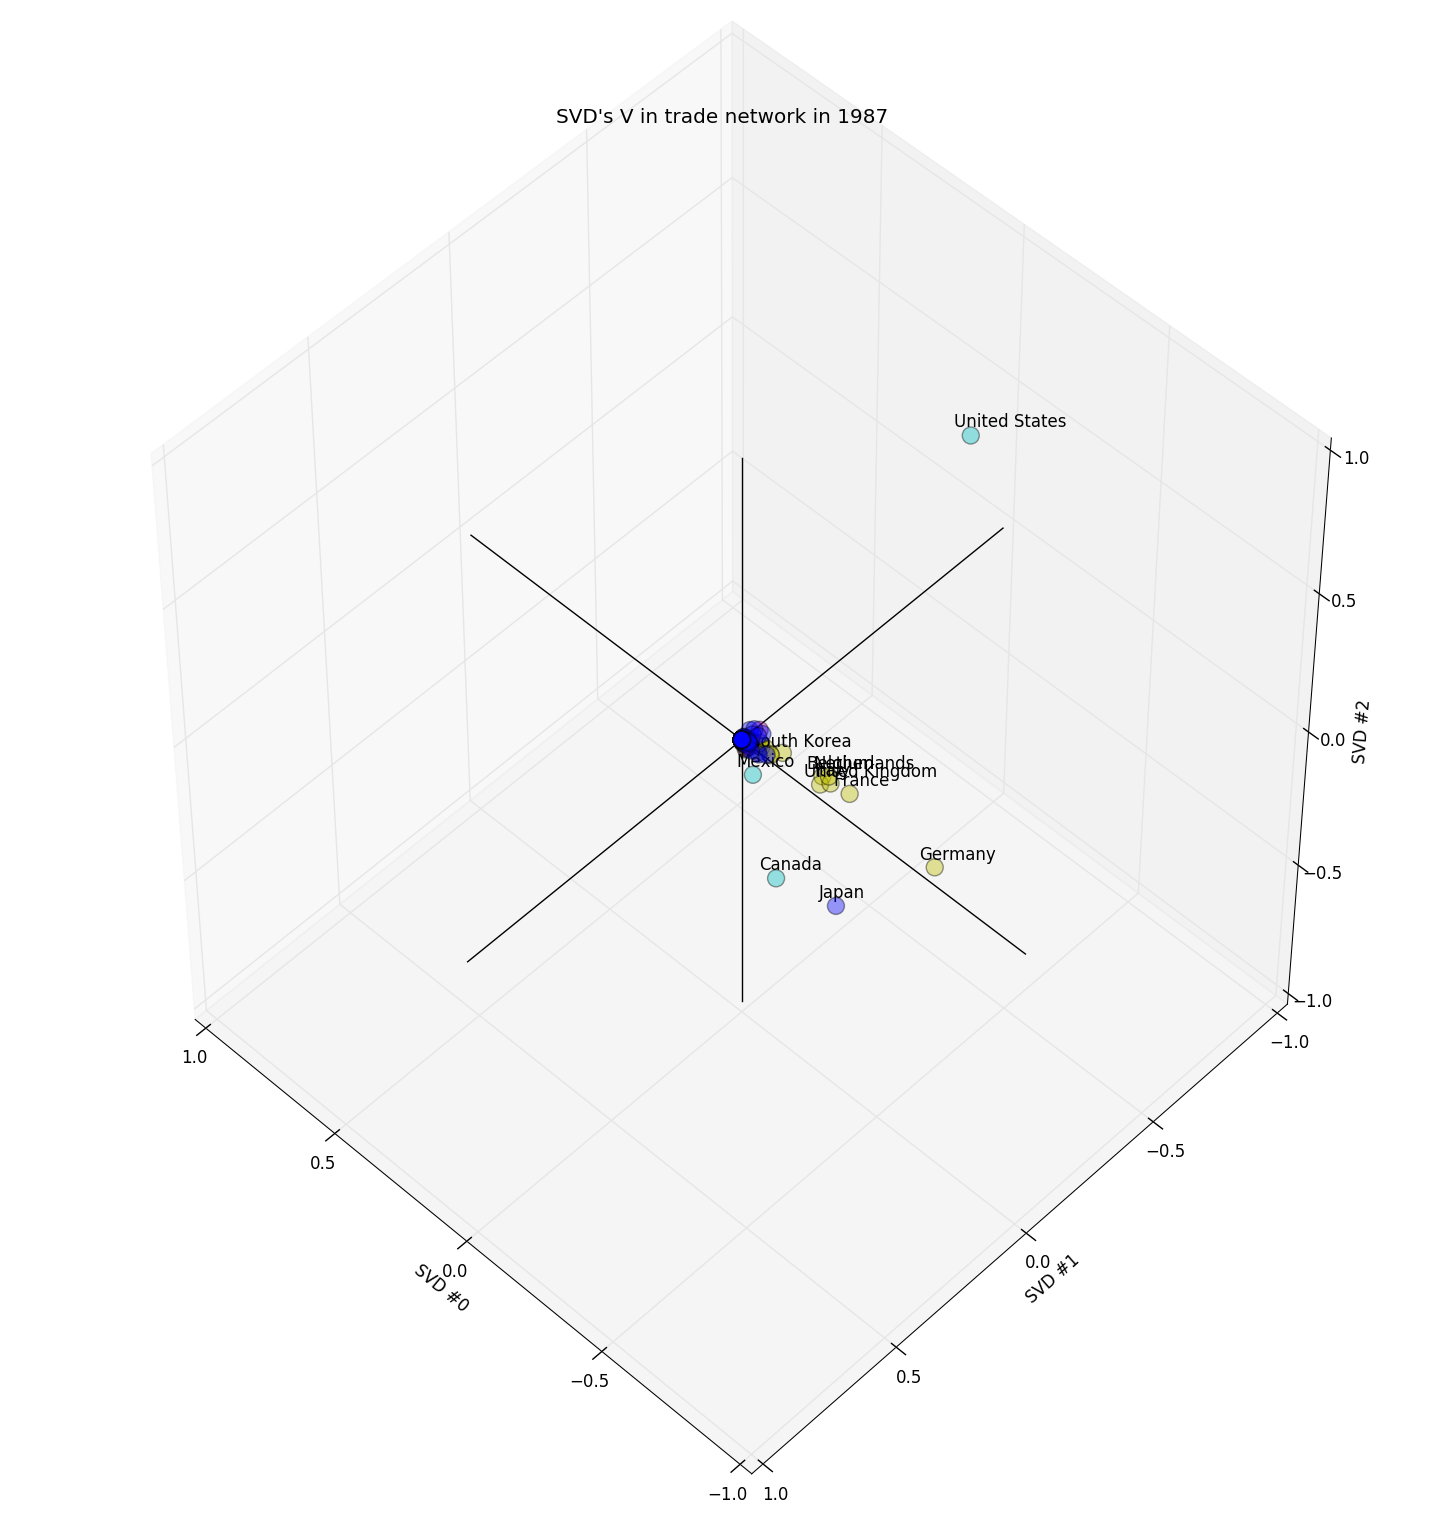 SVD's V in trade network in 1987
United States
1.0
0.5
SVD #2
0.0
South Korea
Mexico
Netherlands
United Kingdom
France
Germany
Canada
Japan
−0.5
−1.0
−1.0
1.0
−0.5
0.5
0.0
0.0
SVD #0
SVD #1
−0.5
0.5
−1.0
1.0